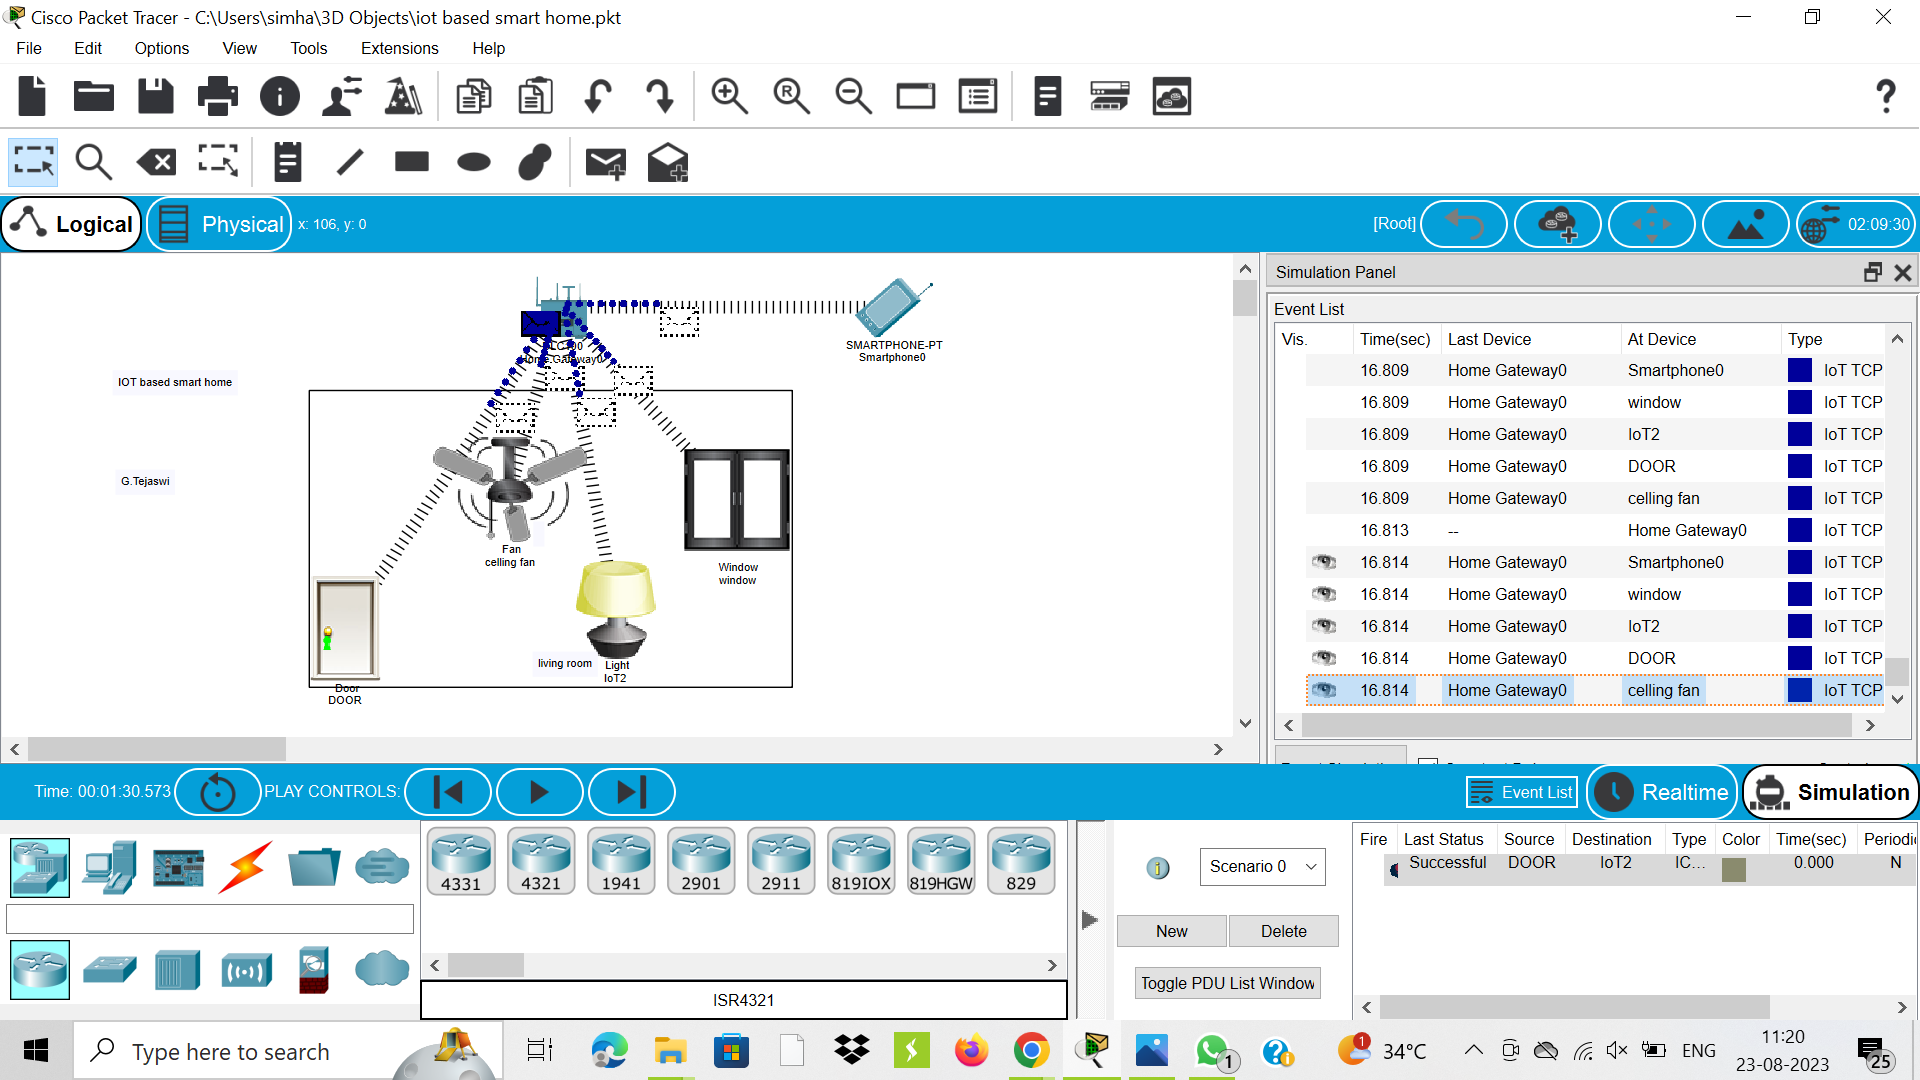 Cisco Packet Tracer - C:\Users\simha\3D Objects\iot based smart home.pkt
File Edit Options View Tools Extensions Help
Logical Physical x: 106, y: 0 [Root] 02:09:30
IOT based smart home
G.Tejaswi
Home Gateway0
SMARTPHONE-PT
Smartphone0
Fan
celling fan
Window
window
living room
Light
IoT2
Door
DOOR
Simulation Panel
Event List
Vis. Time(sec) Last Device At Device Type
16.809 Home Gateway0 Smartphone0 IoT TCP
16.809 Home Gateway0 window IoT TCP
16.809 Home Gateway0 IoT2 IoT TCP
16.809 Home Gateway0 DOOR IoT TCP
16.809 Home Gateway0 celling fan IoT TCP
16.813 -- Home Gateway0 IoT TCP
16.814 Home Gateway0 Smartphone0 IoT TCP
16.814 Home Gateway0 window IoT TCP
16.814 Home Gateway0 IoT2 IoT TCP
16.814 Home Gateway0 DOOR IoT TCP
16.814 Home Gateway0 celling fan IoT TCP
Time: 00:01:30.573 PLAY CONTROLS: Event List Realtime Simulation
4331 4321 1941 2901 2911 819IOX 819HGW 829
ISR4321
Scenario 0
New Delete
Toggle PDU List Window
Fire Last Status Source Destination Type Color Time(sec) Periodi
Successful DOOR IoT2 IC... 0.000 N
Type here to search
1
1
34°C
ENG
11:20
23-08-2023
25